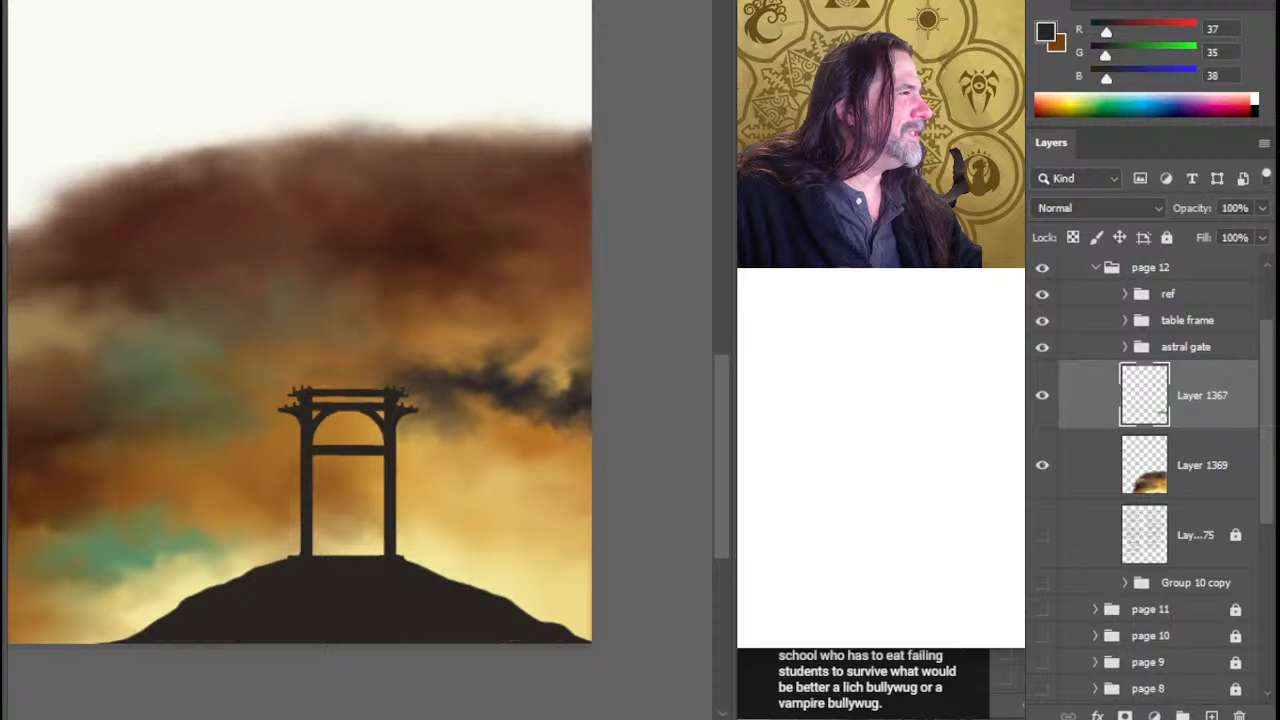 R 37
G 35
B 38
Layers
Kind
Normal Opacity: 100%
Lock: Fill: 100%
page 12
ref
table frame
astral gate
Layer 1367
Layer 1369
Lay...75
Group 10 copy
page 11
page 10
page 9
page 8
fx
school who has to eat failing
students to survive what would
be better a lich bullywug or a
vampire bullywug.